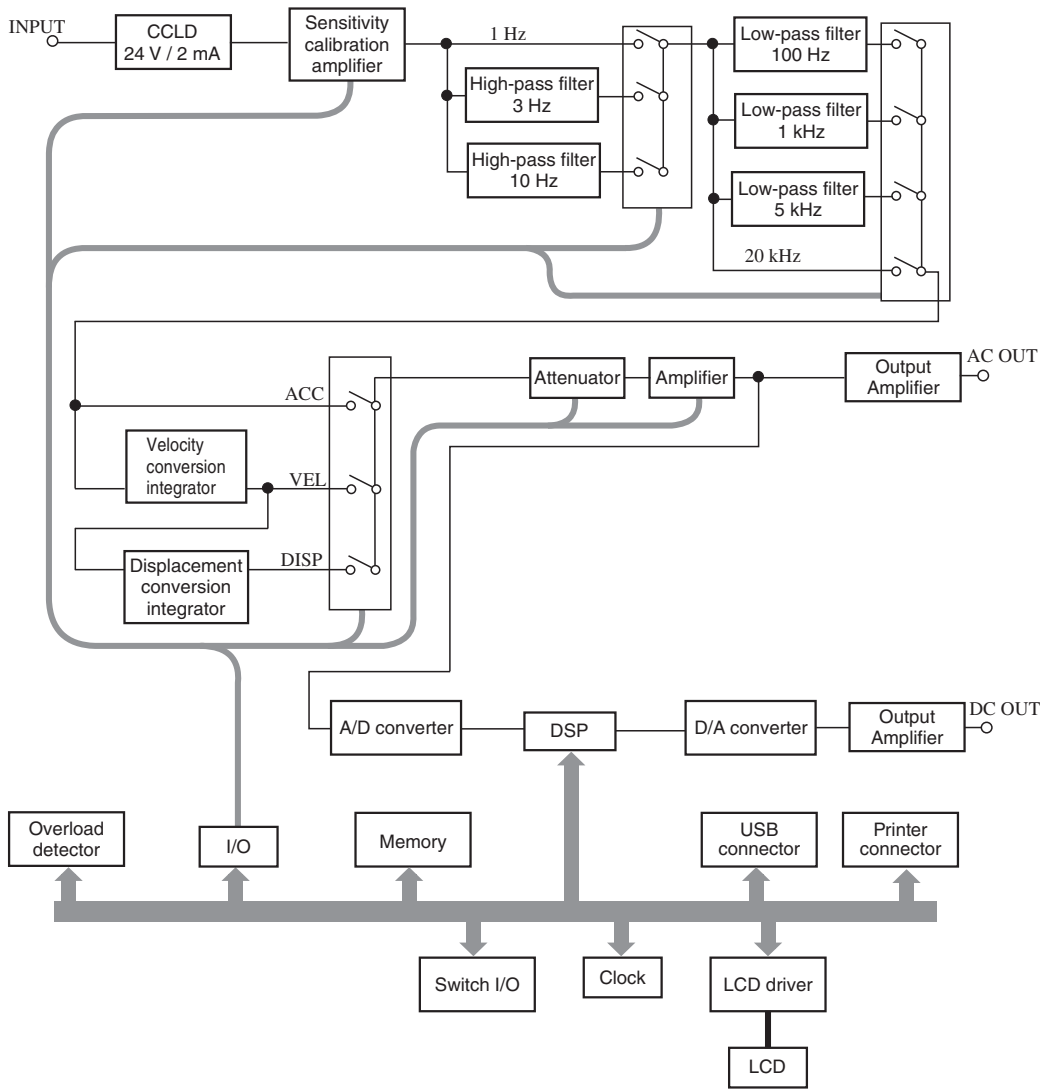 INPUT
CCLD
24 V / 2 mA
Sensitivity
calibration
amplifier
1 Hz
High-pass filter
3 Hz
High-pass filter
10 Hz
Low-pass filter
100 Hz
Low-pass filter
1 kHz
Low-pass filter
5 kHz
20 kHz
ACC
Velocity
conversion
integrator
VEL
Displacement
conversion
integrator
DISP
Attenuator
Amplifier
Output
Amplifier
AC OUT
A/D converter
DSP
D/A converter
Output
Amplifier
DC OUT
Overload
detector
I/O
Memory
USB
connector
Printer
connector
Switch I/O
Clock
LCD driver
LCD